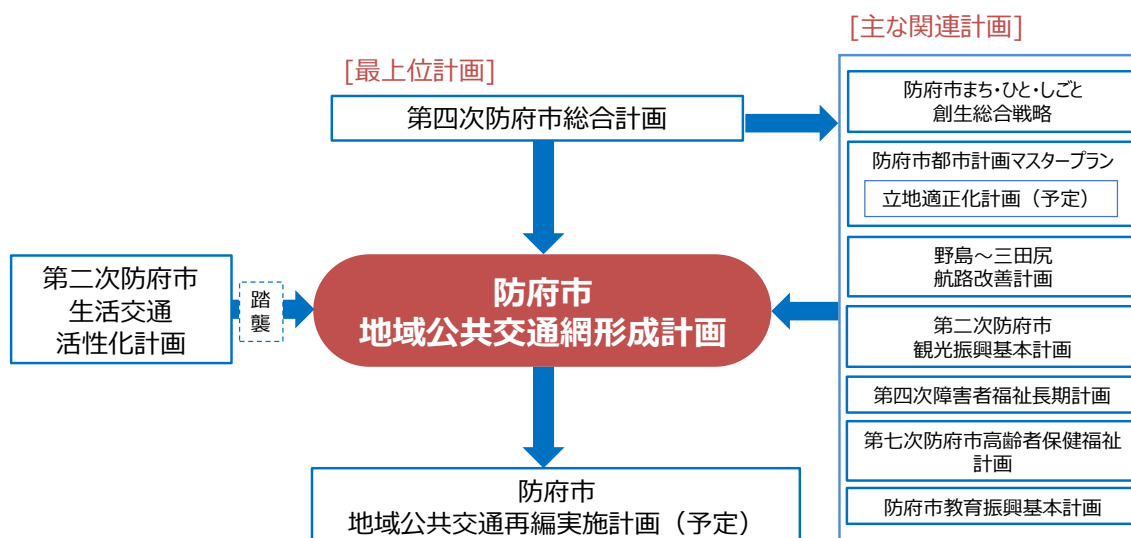 [主な関連計画]
[最上位計画]
第四次防府市総合計画
防府市まち・ひと・しごと
創生総合戦略
防府市都市計画マスタープラン
立地適正化計画（予定）
野島～三田尻
航路改善計画
第二次防府市
観光振興基本計画
第四次障害者福祉長期計画
第七次防府市高齢者保健福祉
計画
防府市教育振興基本計画
第二次防府市
生活交通
活性化計画
踏
襲
防府市
地域公共交通網形成計画
防府市
地域公共交通再編実施計画（予定）